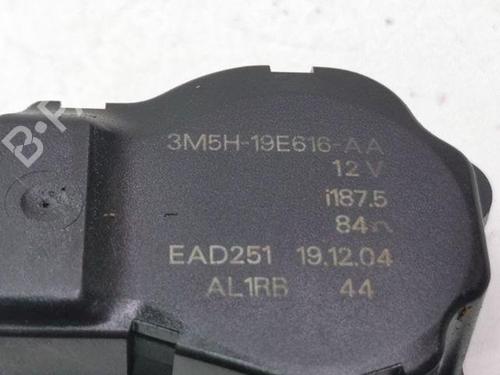 3M5H-19E616-AA
12 V
i187.5
84
EAD251 19.12.04
AL1RB 44